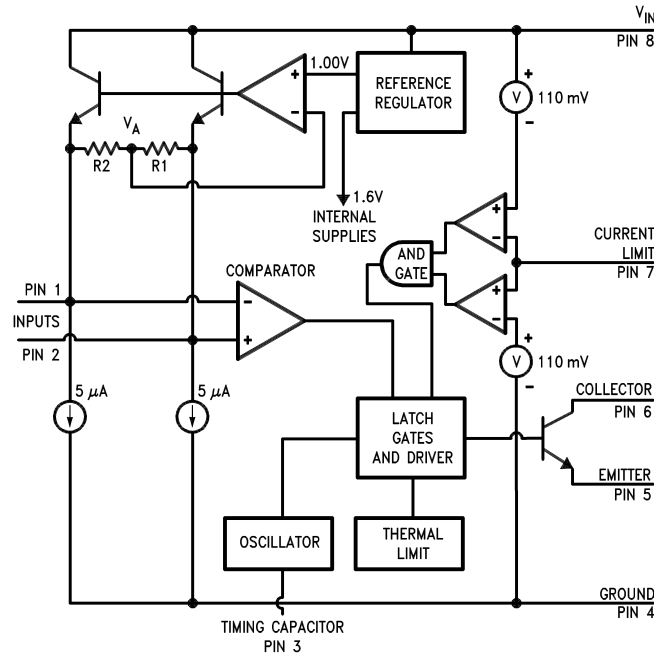 V_IN
PIN 8
1.00V
+
−
REFERENCE
REGULATOR
+
V
110 mV
−
V_A
R2
R1
1.6V
INTERNAL
SUPPLIES
+
−
AND
GATE
CURRENT
LIMIT
PIN 7
COMPARATOR
PIN 1
−
INPUTS
+
PIN 2
+
−
+
V
110 mV
−
5 μA
5 μA
COLLECTOR
PIN 6
LATCH
GATES
AND DRIVER
EMITTER
PIN 5
OSCILLATOR
THERMAL
LIMIT
GROUND
PIN 4
TIMING CAPACITOR
PIN 3